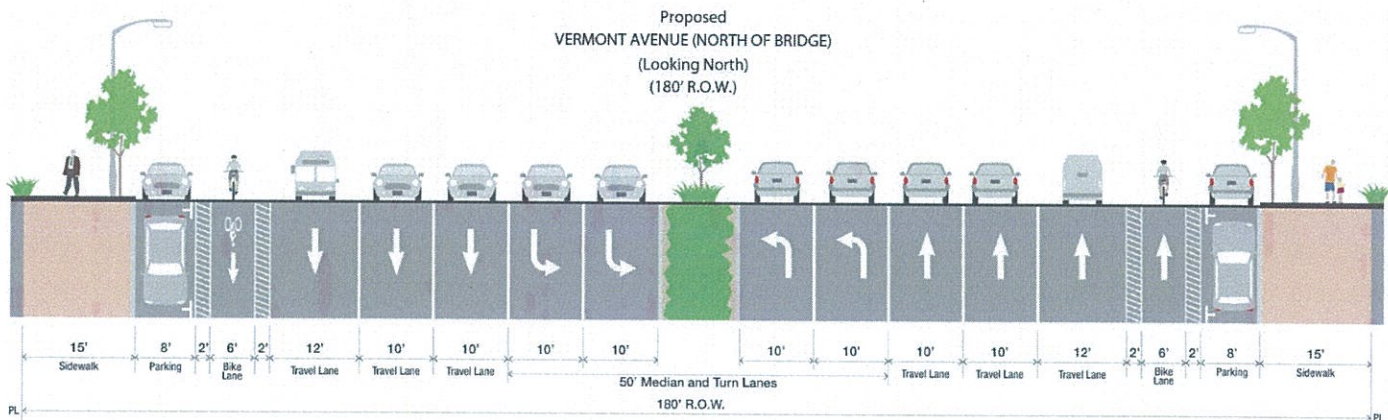 Proposed
VERMONT AVENUE (NORTH OF BRIDGE)
(Looking North)
(180' R.O.W.)
15' 8' 2' 6' 2' 12' 10' 10' 10' 10' 10' 10' 10' 10' 12' 2' 6' 2' 8' 15'
Sidewalk Parking Bike Lane Travel Lane Travel Lane Travel Lane Travel Lane Travel Lane Travel Lane Bike Lane Parking Sidewalk
50' Median and Turn Lanes
PL 180' R.O.W. PL